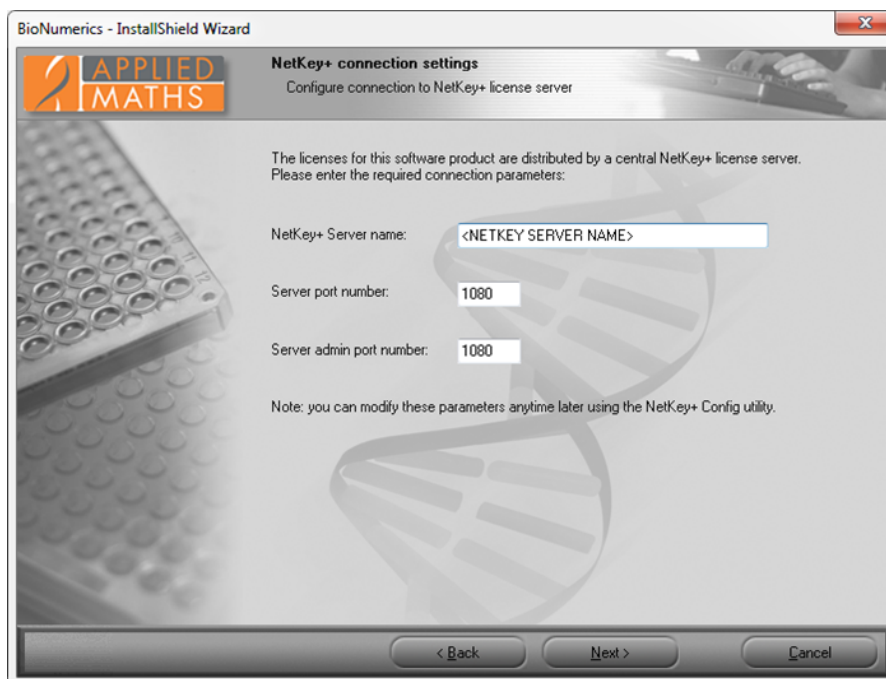 BioNumerics - InstallShield Wizard
APPLIED
MATHS
NetKey+ connection settings
Configure connection to NetKey+ license server
The licenses for this software product are distributed by a central NetKey+ license server.
Please enter the required connection parameters:
NetKey+ Server name: <NETKEY SERVER NAME>
Server port number: 1080
Server admin port number: 1080
Note: you can modify these parameters anytime later using the NetKey+ Config utility.
10
11
12
< Back Next > Cancel